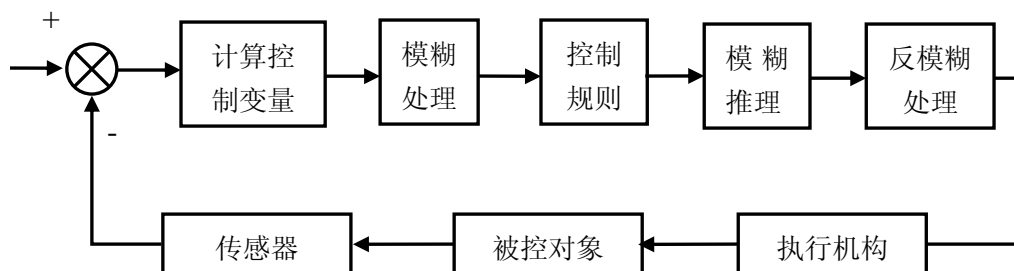 +
计算控
制变量
模糊
处理
控制
规则
模 糊
推理
反模糊
处理
-
传感器
被控对象
执行机构